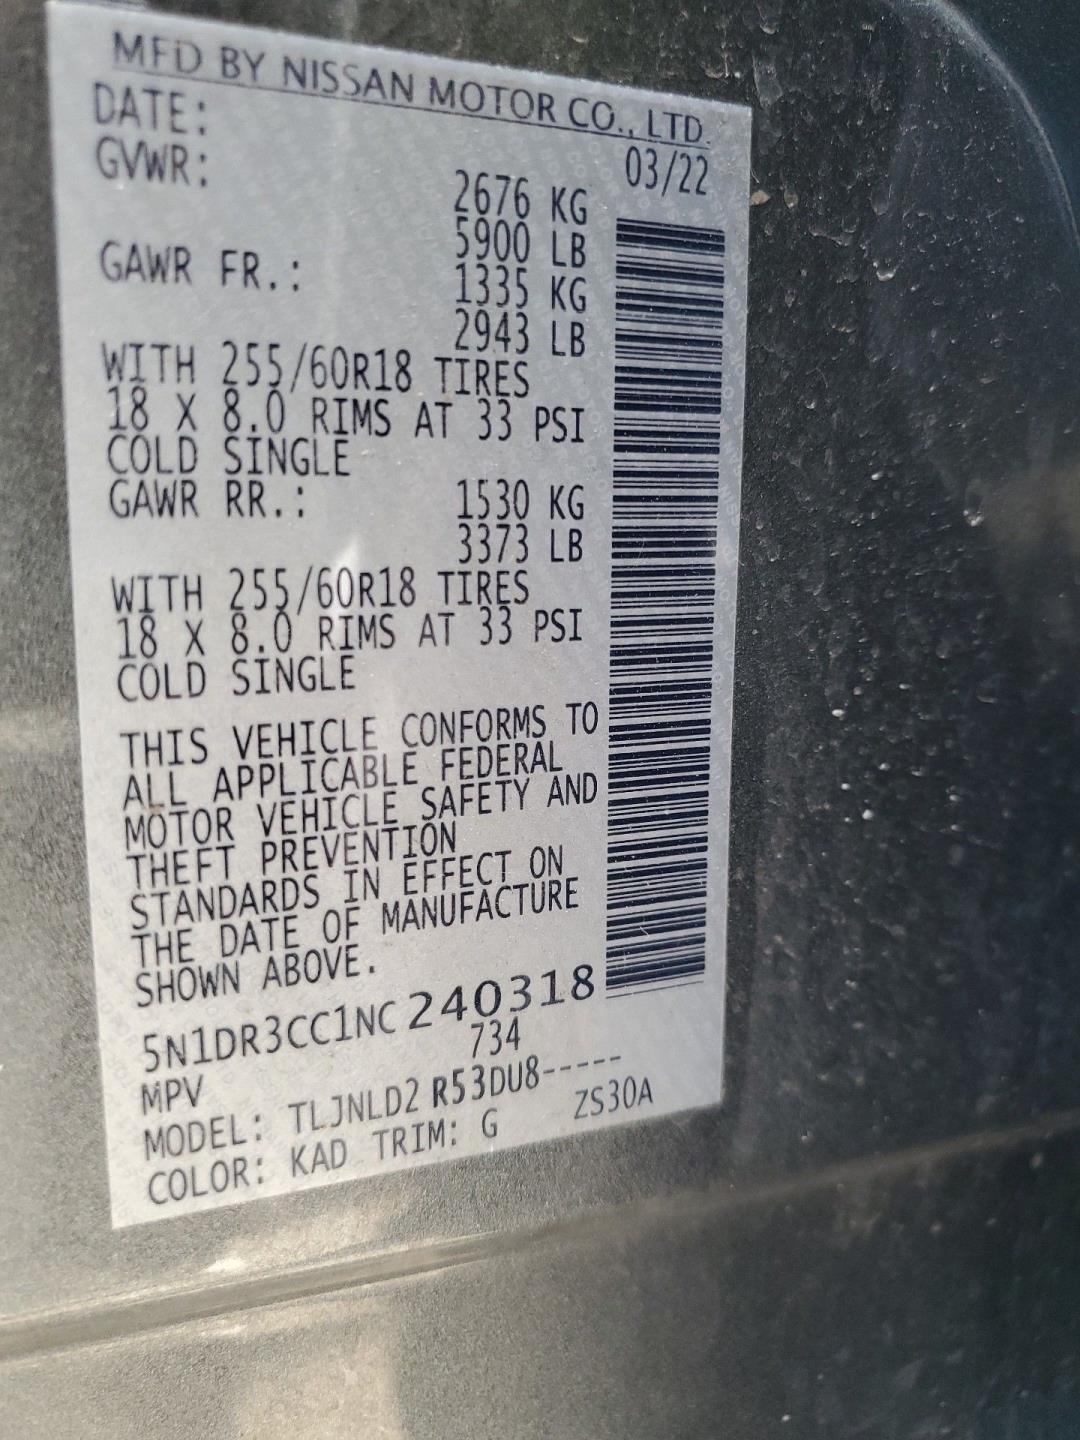 MFD BY NISSAN MOTOR CO., LTD.
DATE: 03/22
GVWR: 2676 KG
5900 LB
GAWR FR.: 1335 KG
2943 LB
WITH 255/60R18 TIRES
18 X 8.0 RIMS AT 33 PSI
COLD SINGLE
GAWR RR.: 1530 KG
3373 LB
WITH 255/60R18 TIRES
18 X 8.0 RIMS AT 33 PSI
COLD SINGLE
THIS VEHICLE CONFORMS TO
ALL APPLICABLE FEDERAL
MOTOR VEHICLE SAFETY AND
THEFT PREVENTION
STANDARDS IN EFFECT ON
THE DATE OF MANUFACTURE
SHOWN ABOVE.
5N1DR3CC1NC240318
MPV 734
MODEL: TLJNLD2 R53DU8-----
COLOR: KAD TRIM: G ZS30A